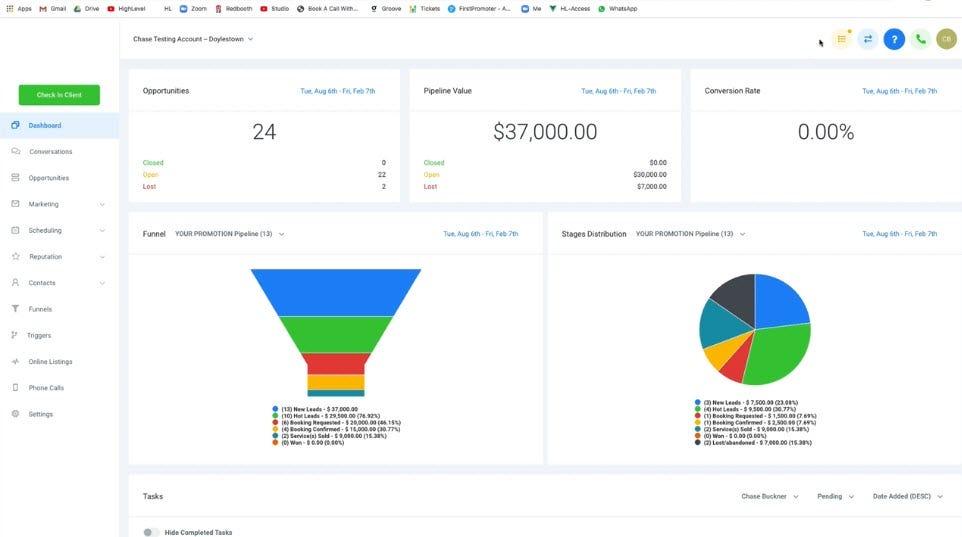 Apps Gmail Drive HighLevel HL Zoom Redbooth Studio Book A Call With... Groove Tickets FirstPromoter - A... Me HL-Access WhatsApp
Chase Testing Account – Doylestown
? CB
Check In Client
Dashboard
Conversations
Opportunities
Marketing
Scheduling
Reputation
Contacts
Funnels
Triggers
Online Listings
Phone Calls
Settings
Opportunities Tue, Aug 6th - Fri, Feb 7th
24
Closed 0
Open 22
Lost 2
Pipeline Value Tue, Aug 6th - Fri, Feb 7th
$37,000.00
Closed $0.00
Open $30,000.00
Lost $7,000.00
Conversion Rate Tue, Aug 6th - Fri, Feb 7th
0.00%
Funnel YOUR PROMOTION Pipeline (13) Tue, Aug 6th - Fri, Feb 7th
(13) New Leads - $ 37,000.00
(10) Hot Leads - $ 29,500.00 (76.92%)
(6) Booking Requested - $ 20,000.00 (46.15%)
(4) Booking Confirmed - $ 18,000.00 (30.77%)
(2) Service(s) Sold - $ 9,000.00 (15.38%)
(0) Won - $ 0.00 (0.00%)
Stages Distribution YOUR PROMOTION Pipeline (13) Tue, Aug 6th - Fri, Feb 7th
(3) New Leads - $ 7,500.00 (23.08%)
(4) Hot Leads - $ 9,500.00 (30.77%)
(1) Booking Requested - $ 1,500.00 (7.69%)
(1) Booking Confirmed - $ 2,500.00 (7.69%)
(2) Service(s) Sold - $ 9,000.00 (15.38%)
(0) Won - $ 0.00 (0.00%)
(2) Lost/abandoned - $ 7,000.00 (15.38%)
Tasks Chase Buckner Pending Date Added (DESC)
Hide Completed Tasks